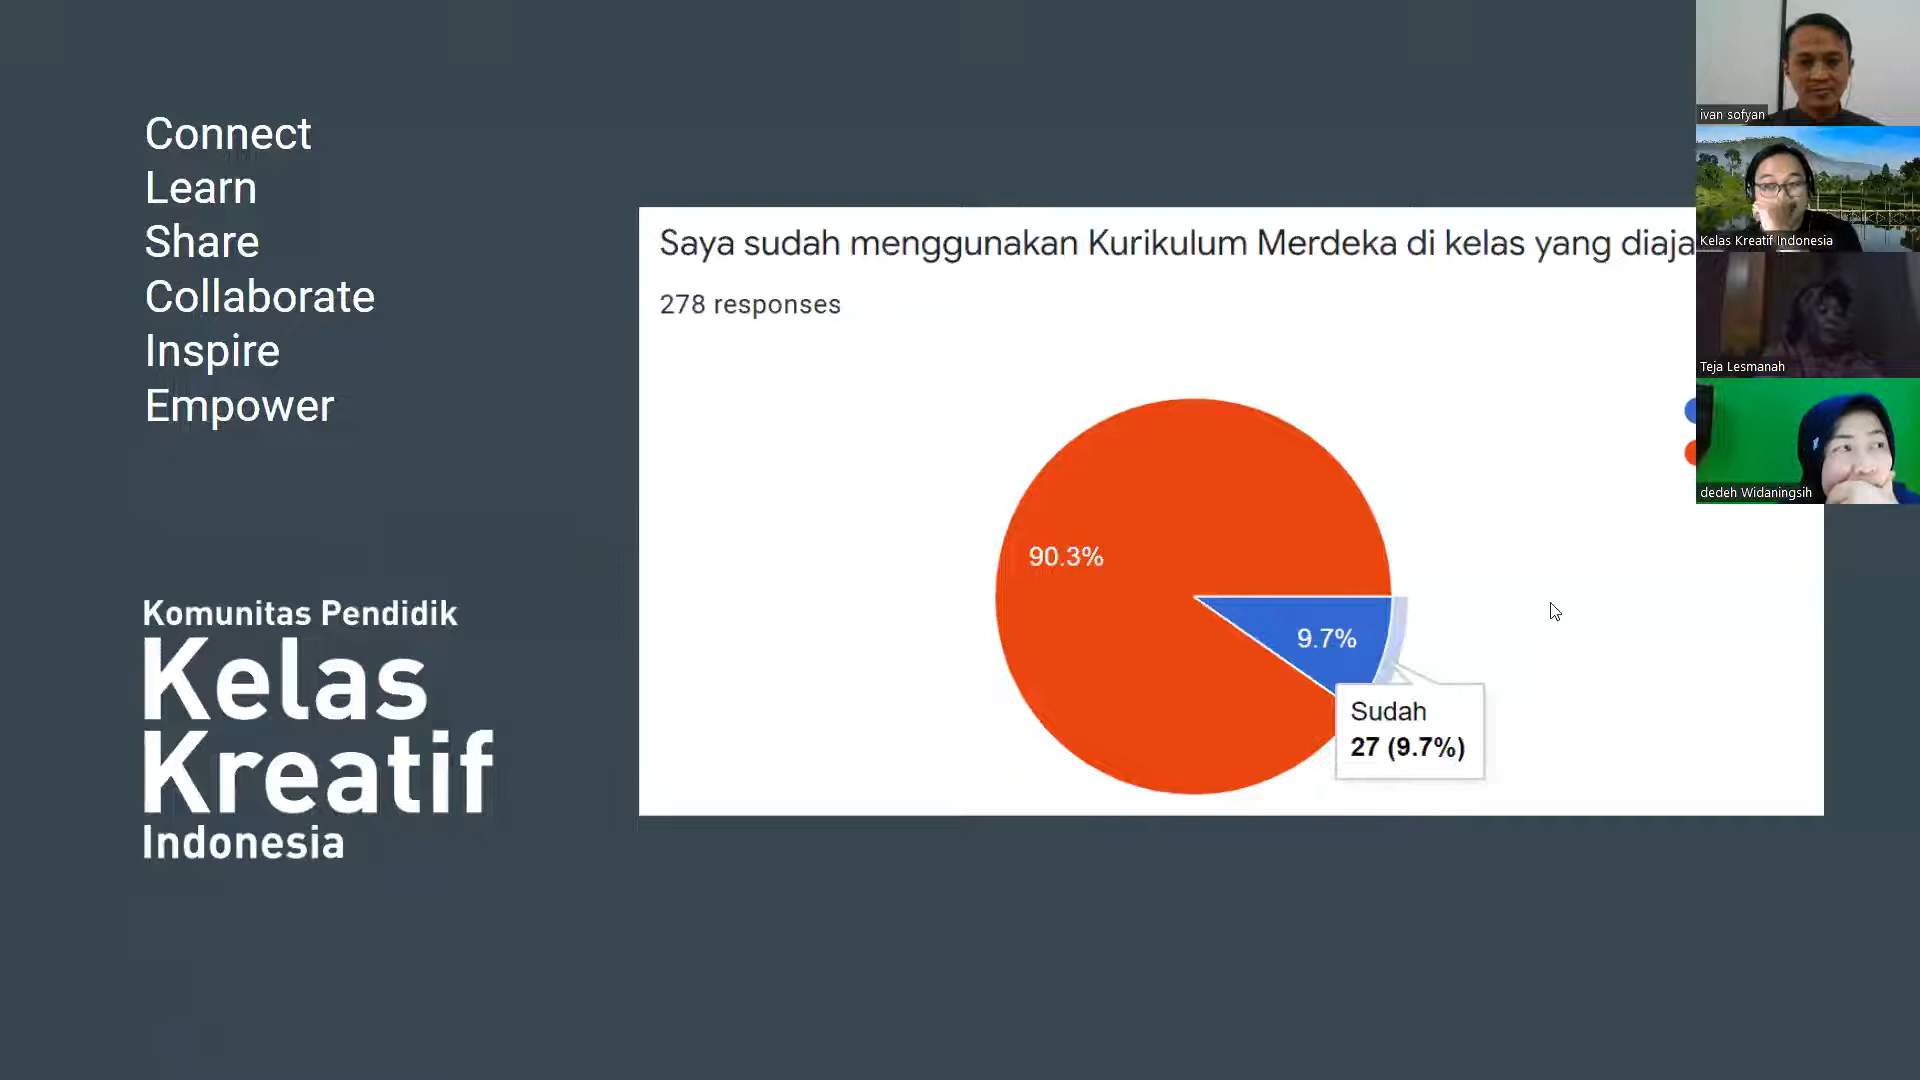 Connect
Learn
Share
Collaborate
Inspire
Empower
Komunitas Pendidik
Kelas
Kreatif
Indonesia
Saya sudah menggunakan Kurikulum Merdeka di kelas yang diaja
278 responses
90.3%
9.7%
Sudah
27 (9.7%)
ivan sofyan
Kelas Kreatif Indonesia
Teja Lesmanah
dedeh Widaningsih